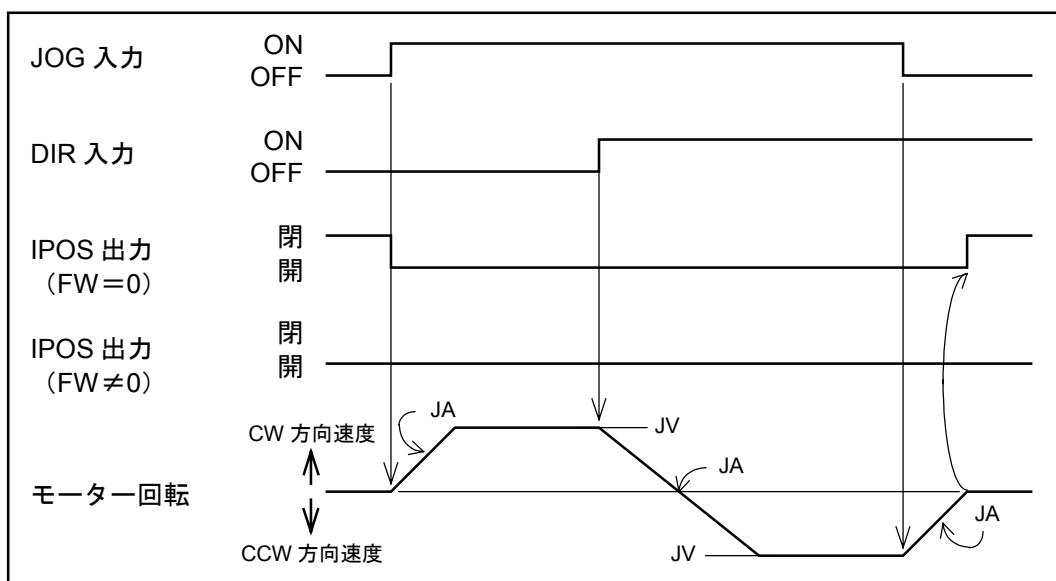 JOG 入力
ON
OFF
DIR 入力
ON
OFF
IPOS 出力
(FW=0)
閉
開
IPOS 出力
(FW≠0)
閉
開
CW 方向速度
JA
JV
JA
モーター回転
CCW 方向速度
JV
JA